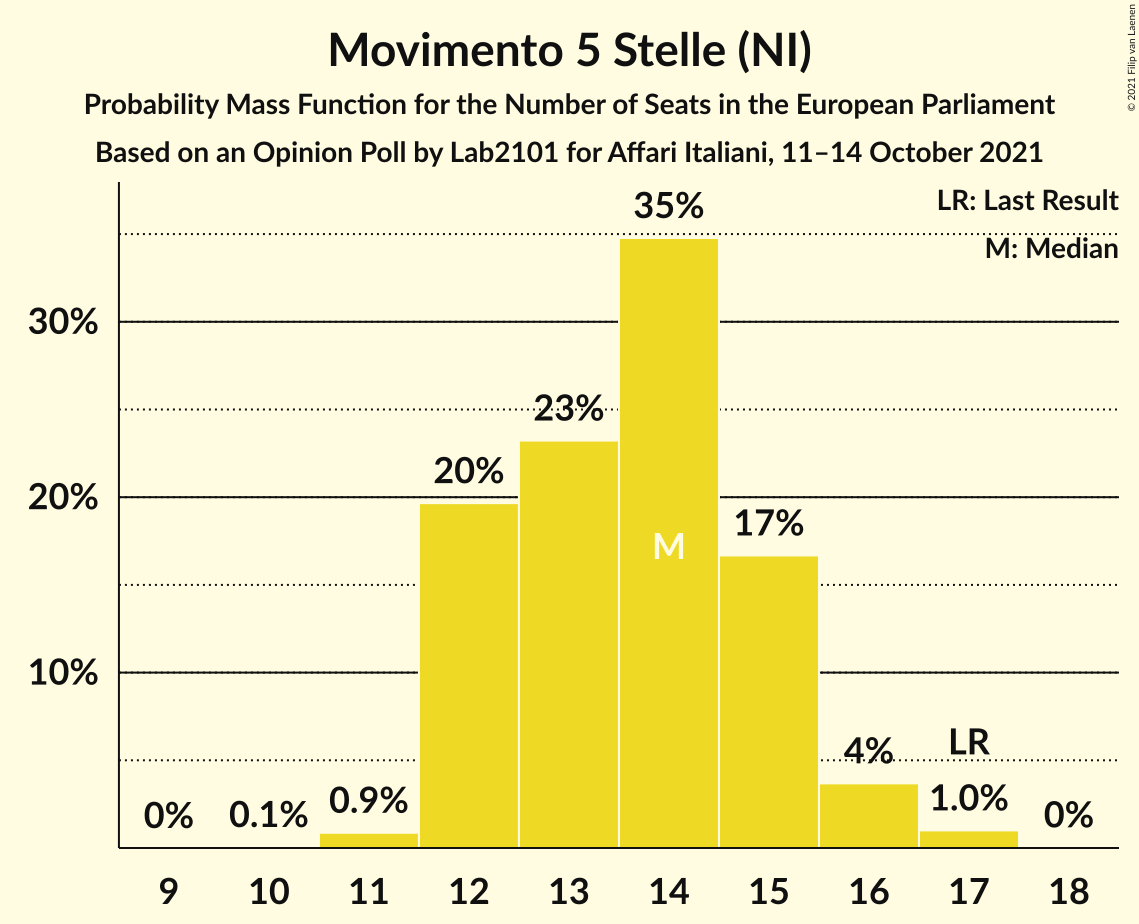 Movimento 5 Stelle (NI)
Probability Mass Function for the Number of Seats in the European Parliament
Based on an Opinion Poll by Lab2101 for Affari Italiani, 11–14 October 2021
© 2021 Filip van Laenen
LR: Last Result
M: Median
35%
30%
23%
20%
20%
17%
M
10%
4%
LR
0%
0.1%
0.9%
1.0%
0%
9 10 11 12 13 14 15 16 17 18